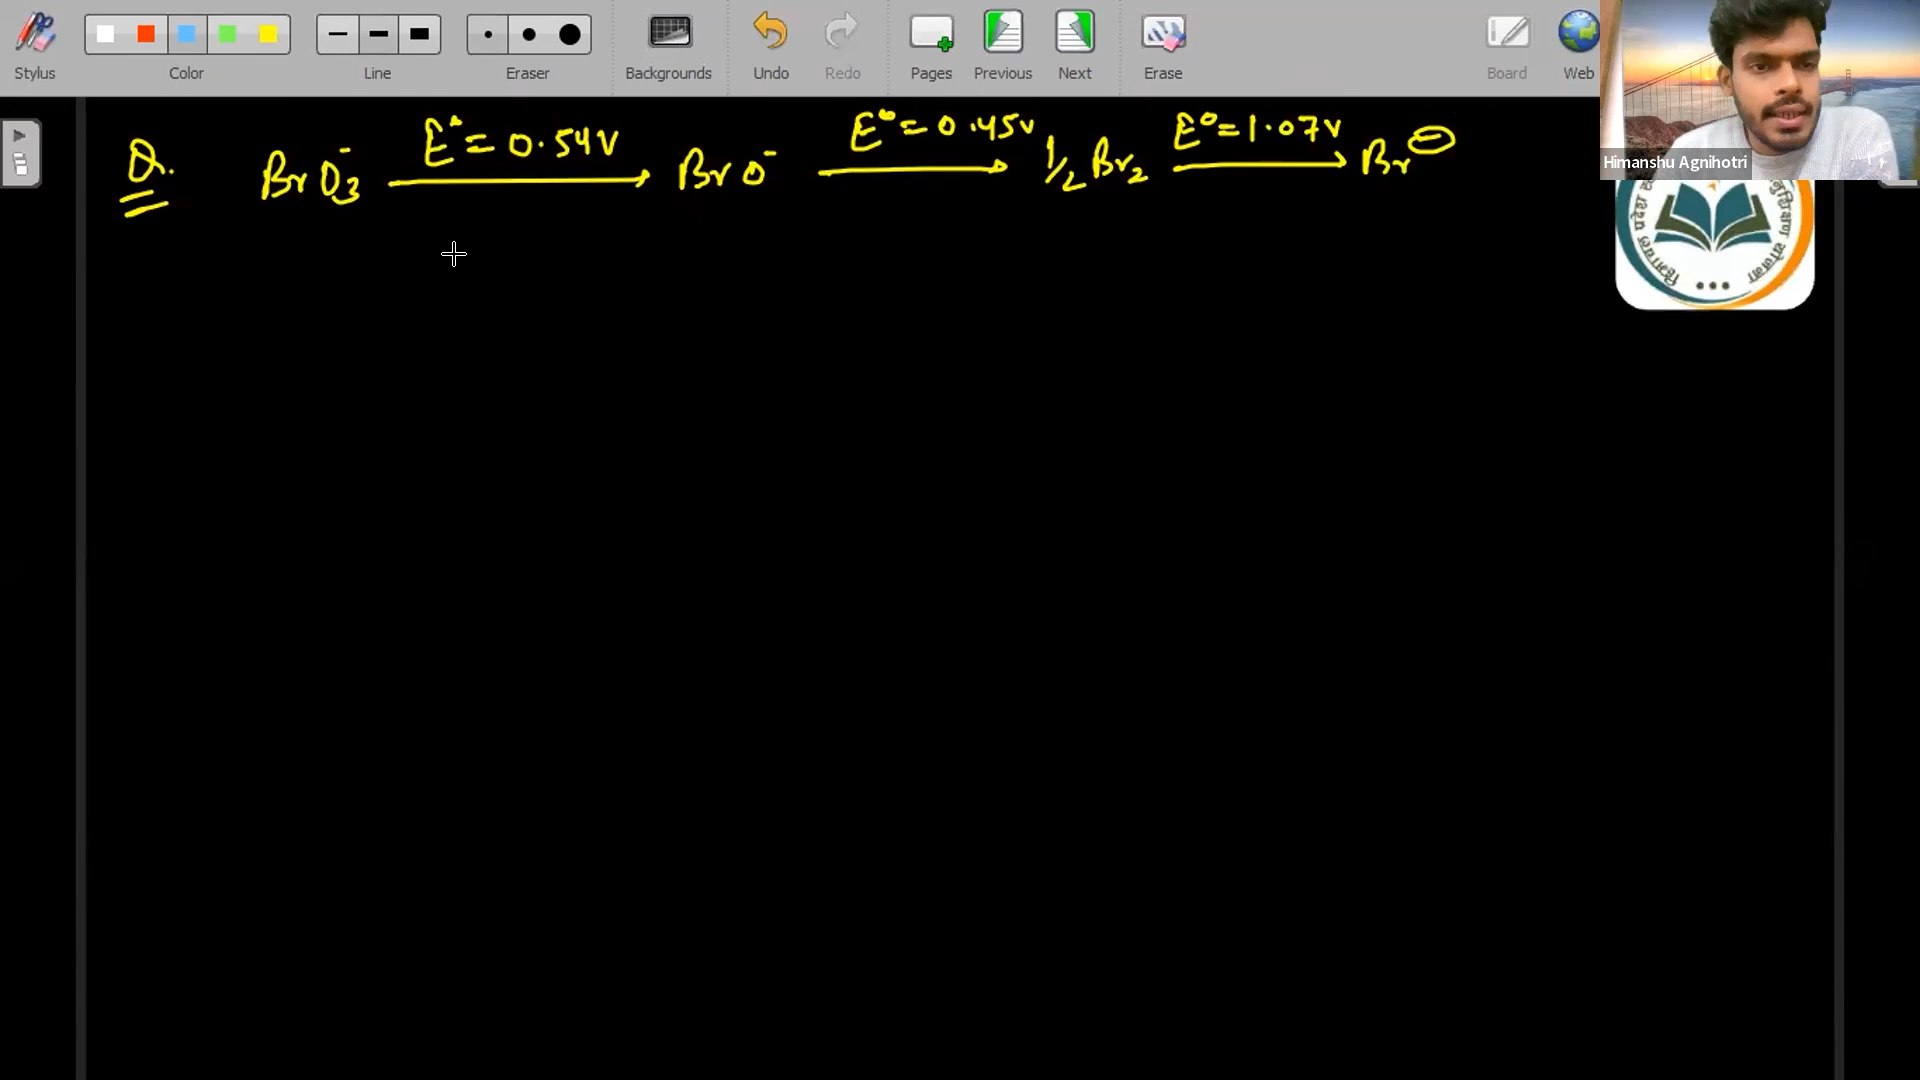 Stylus Color Line Eraser Backgrounds Undo Redo Pages Previous Next Erase Board Web
Himanshu Agnihotri
Q. BrO₃⁻ E° = 0.54V → BrO⁻ E° = 0.45V → 1/2 Br₂ E° = 1.07V → Br⊖